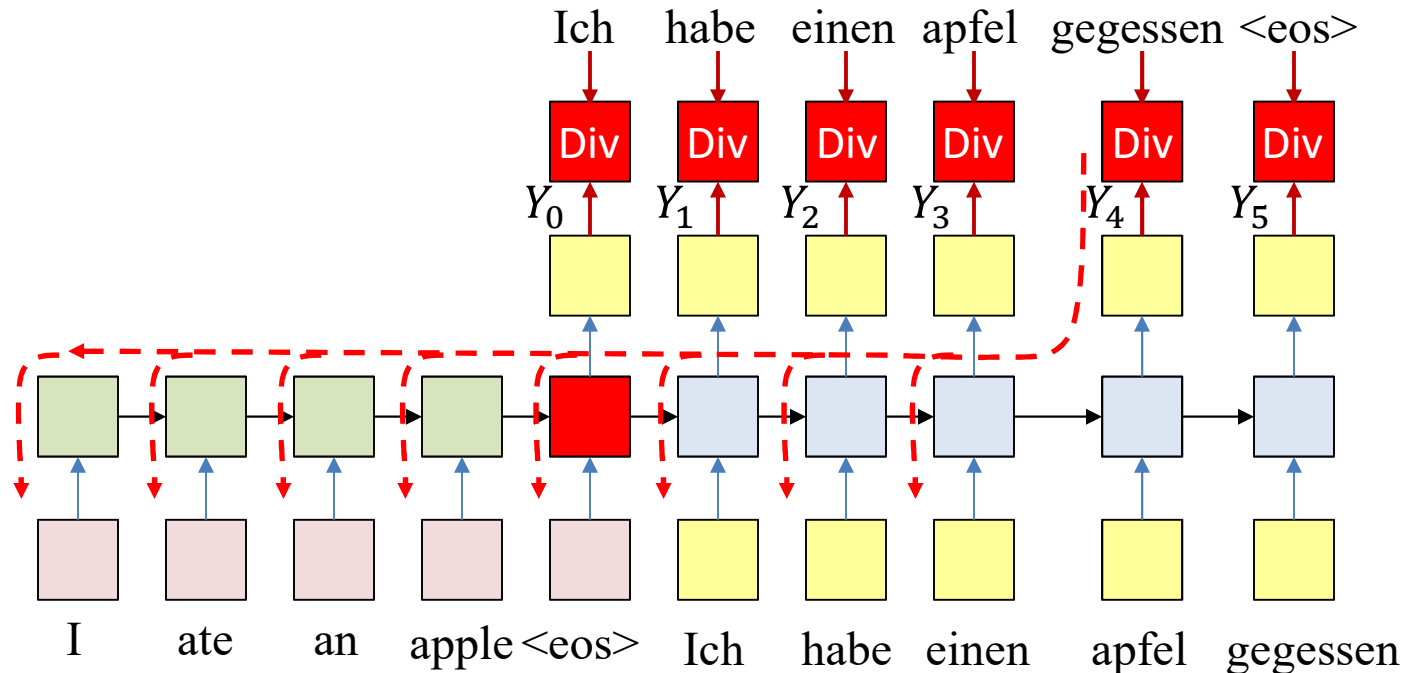 Ich habe einen apfel gegessen <eos>
Div Div Div Div Div Div
Y₀ Y₁ Y₂ Y₃ Y₄ Y₅
I ate an apple <eos> Ich habe einen apfel gegessen